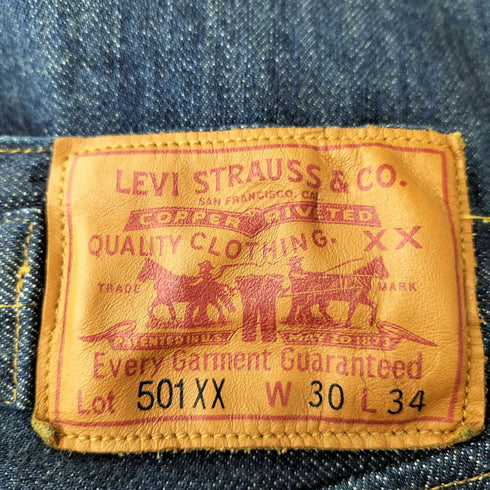 LEVI STRAUSS & CO.
SAN FRANCISCO, CAL
COPPER RIVETED
QUALITY CLOTHING. XX
TRADE MARK
PATENTED IN U.S. MAY 20 1873
Every Garment Guaranteed
Lot 501XX W 30 L 34